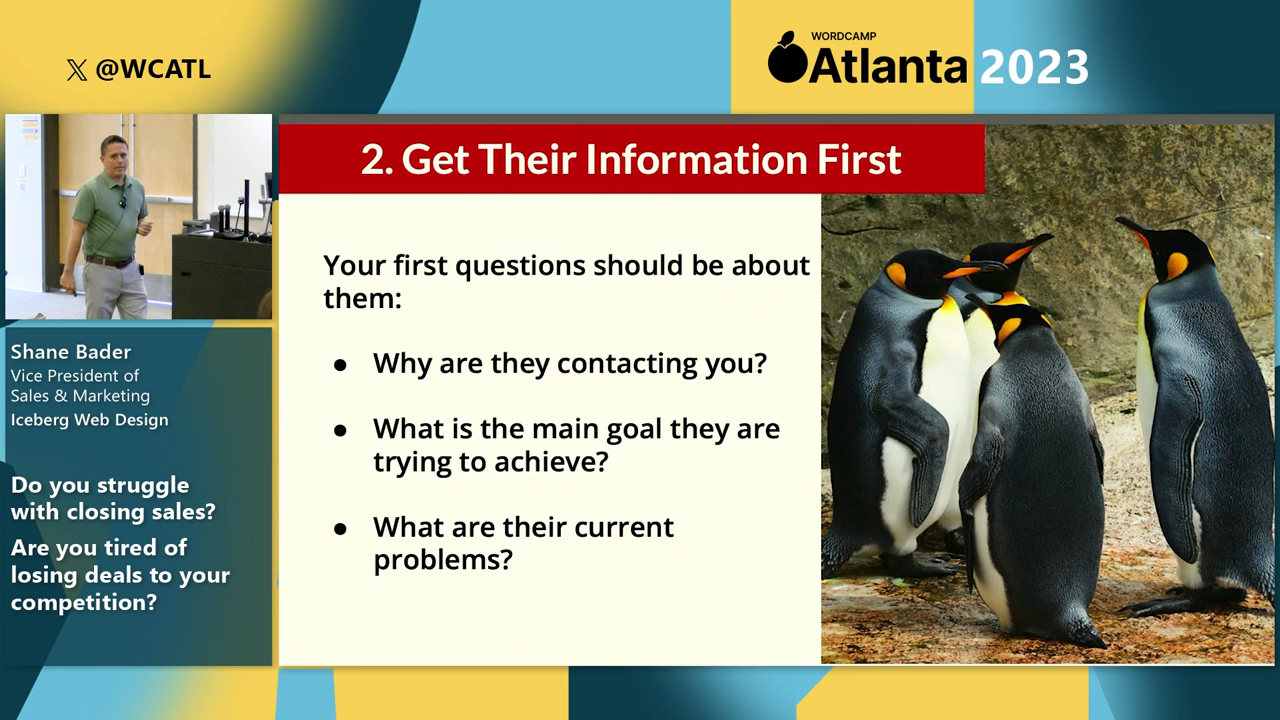 𝕏 @WCATL
WORDCAMP
Atlanta 2023
2. Get Their Information First
Your first questions should be about
them:
● Why are they contacting you?
● What is the main goal they are
trying to achieve?
● What are their current
problems?
Shane Bader
Vice President of
Sales & Marketing
Iceberg Web Design
Do you struggle
with closing sales?
Are you tired of
losing deals to your
competition?